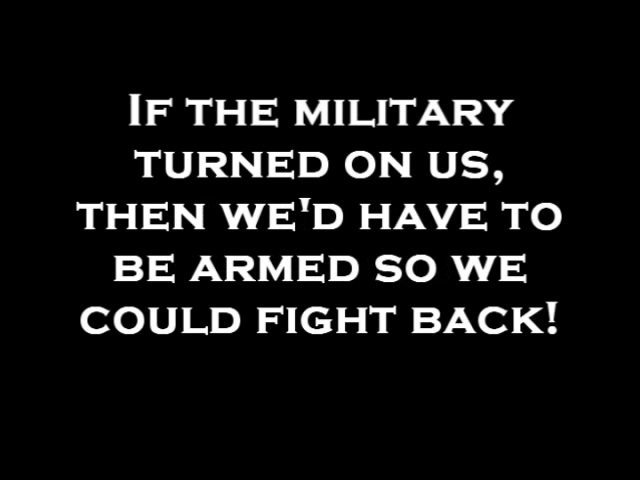 If the military
turned on us,
then we'd have to
be armed so we
could fight back!